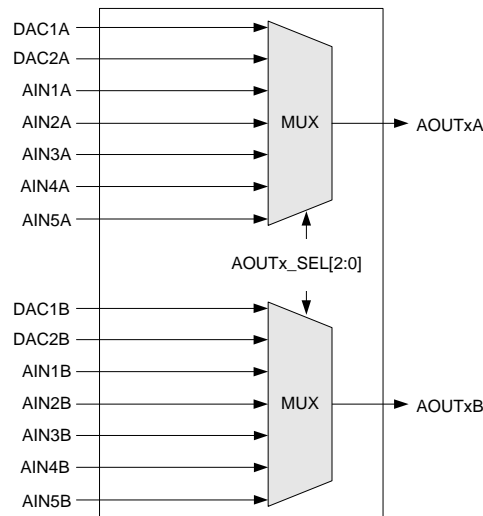 DAC1A
DAC2A
AIN1A
AIN2A
MUX
AOUTxA
AIN3A
AIN4A
AIN5A
AOUTx_SEL[2:0]
DAC1B
DAC2B
AIN1B
AIN2B
MUX
AOUTxB
AIN3B
AIN4B
AIN5B